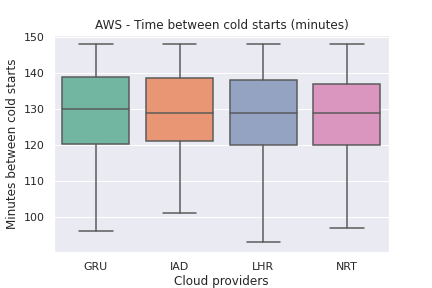 AWS - Time between cold starts (minutes)
Minutes between cold starts
150
140
130
120
110
100
GRU IAD LHR NRT
Cloud providers